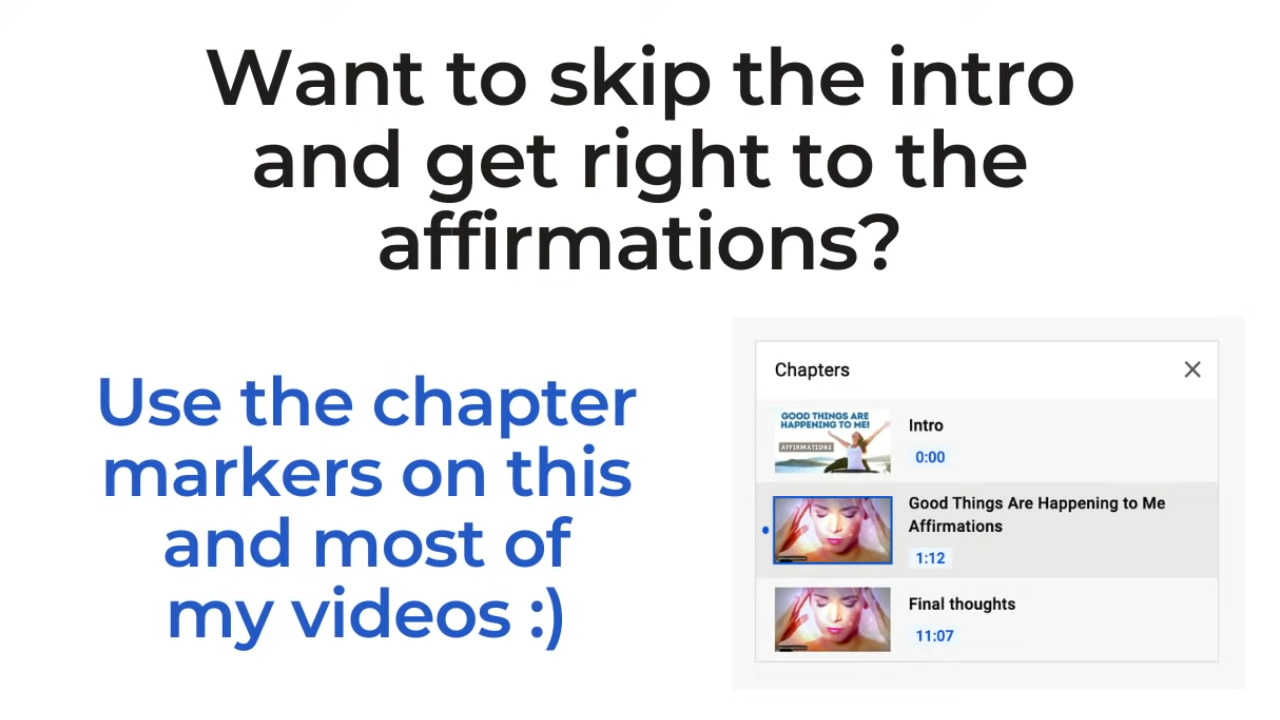 Want to skip the intro
and get right to the
affirmations?
Use the chapter
markers on this
and most of
my videos :)
Chapters
GOOD THINGS ARE
HAPPENING TO ME!
AFFIRMATIONS
Intro
0:00
Good Things Are Happening to Me
Affirmations
1:12
Final thoughts
11:07